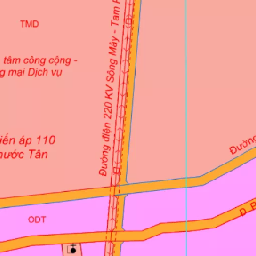 TMD
tâm công cộng -
mại Dịch vụ
Đường điện 220 KV Sông Mây - Tam
áp 110
ước Tân
Đường
ODT
Đ.